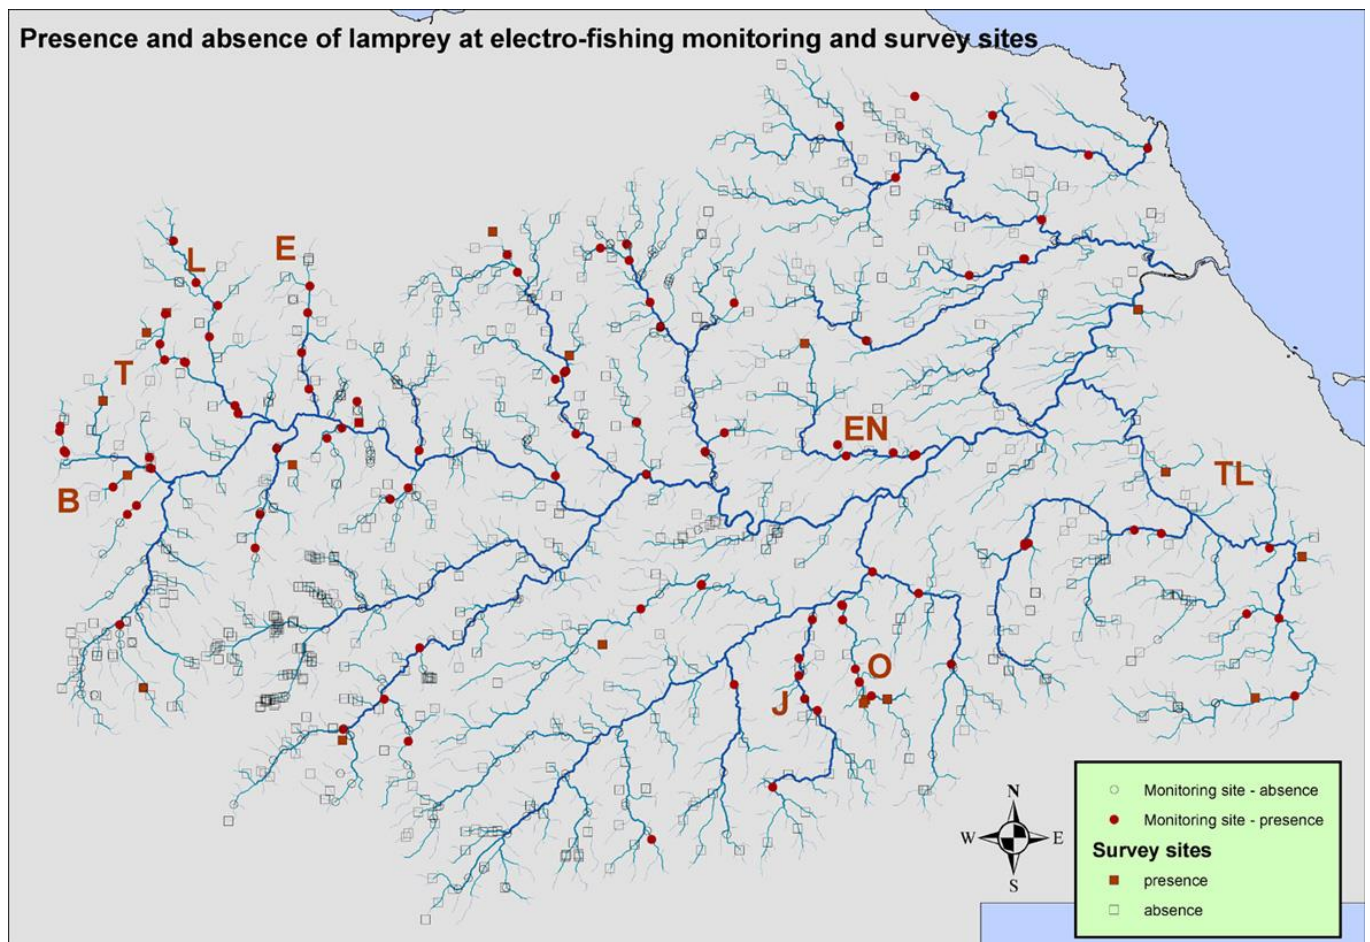 Presence and absence of lamprey at electro-fishing monitoring and survey sites
L
E
T
EN
TL
B
O
J
N
W
E
S
Monitoring site - absence
Monitoring site - presence
Survey sites
presence
absence